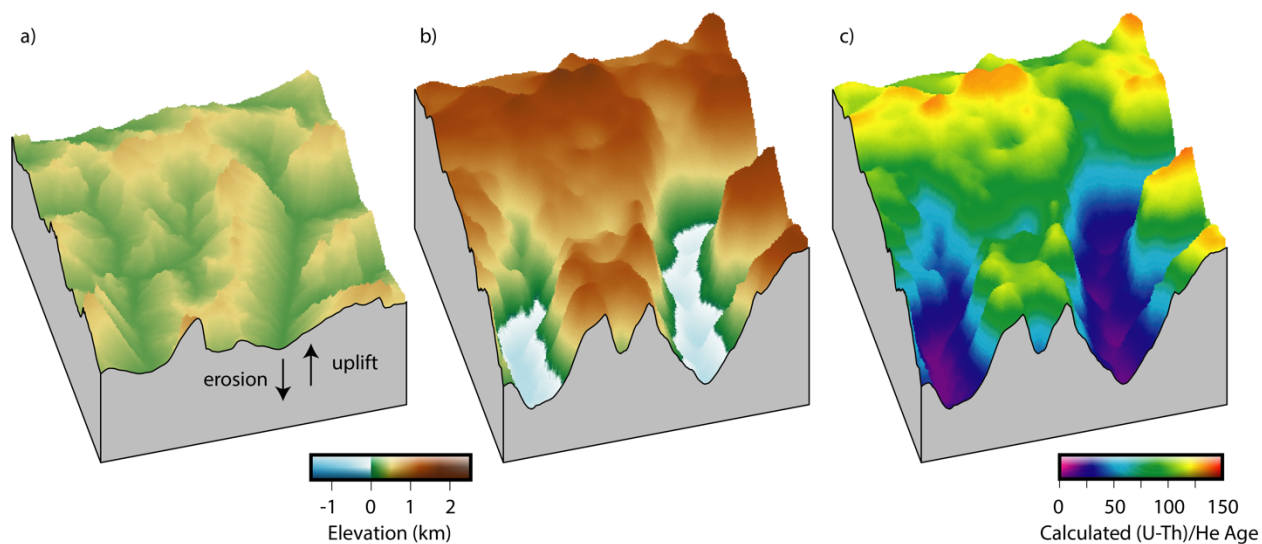 a)
b)
c)
erosion
uplift
-1 0 1 2
Elevation (km)
0 50 100 150
Calculated (U-Th)/He Age